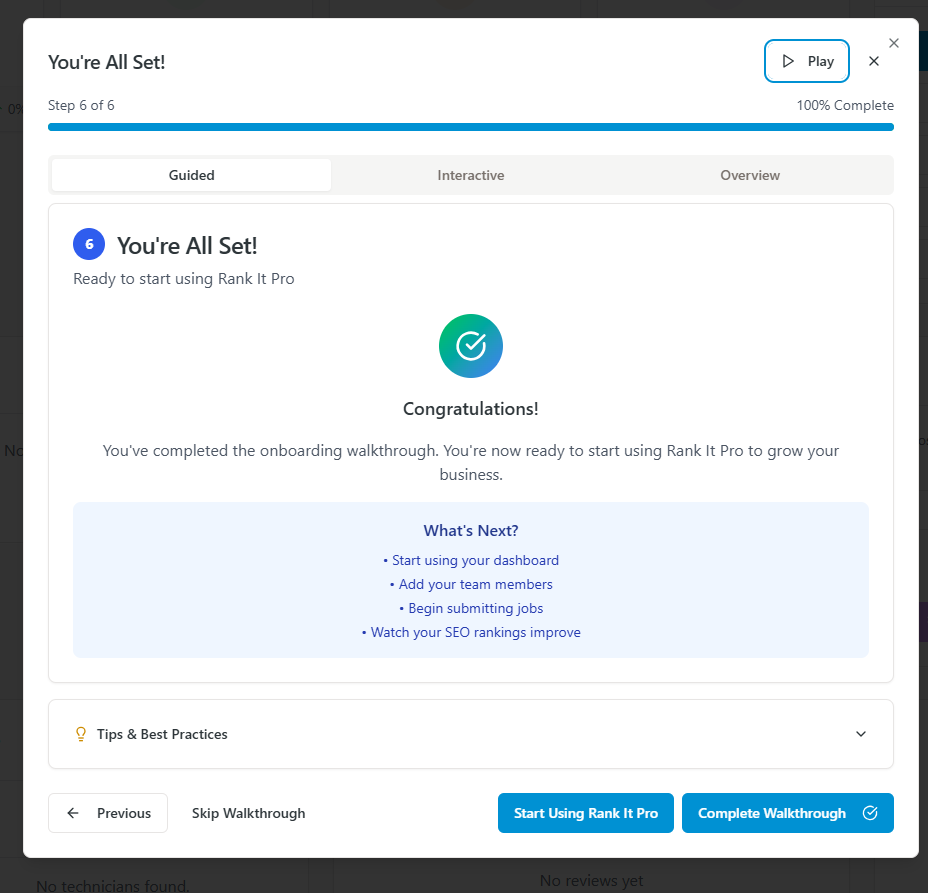 You're All Set!
Play
Step 6 of 6
100% Complete
0%
Guided
Interactive
Overview
6
You're All Set!
Ready to start using Rank It Pro
Congratulations!
You've completed the onboarding walkthrough. You're now ready to start using Rank It Pro to grow your
business.
What's Next?
• Start using your dashboard
• Add your team members
• Begin submitting jobs
• Watch your SEO rankings improve
Tips & Best Practices
Previous
Skip Walkthrough
Start Using Rank It Pro
Complete Walkthrough
No technicians found.
No reviews yet